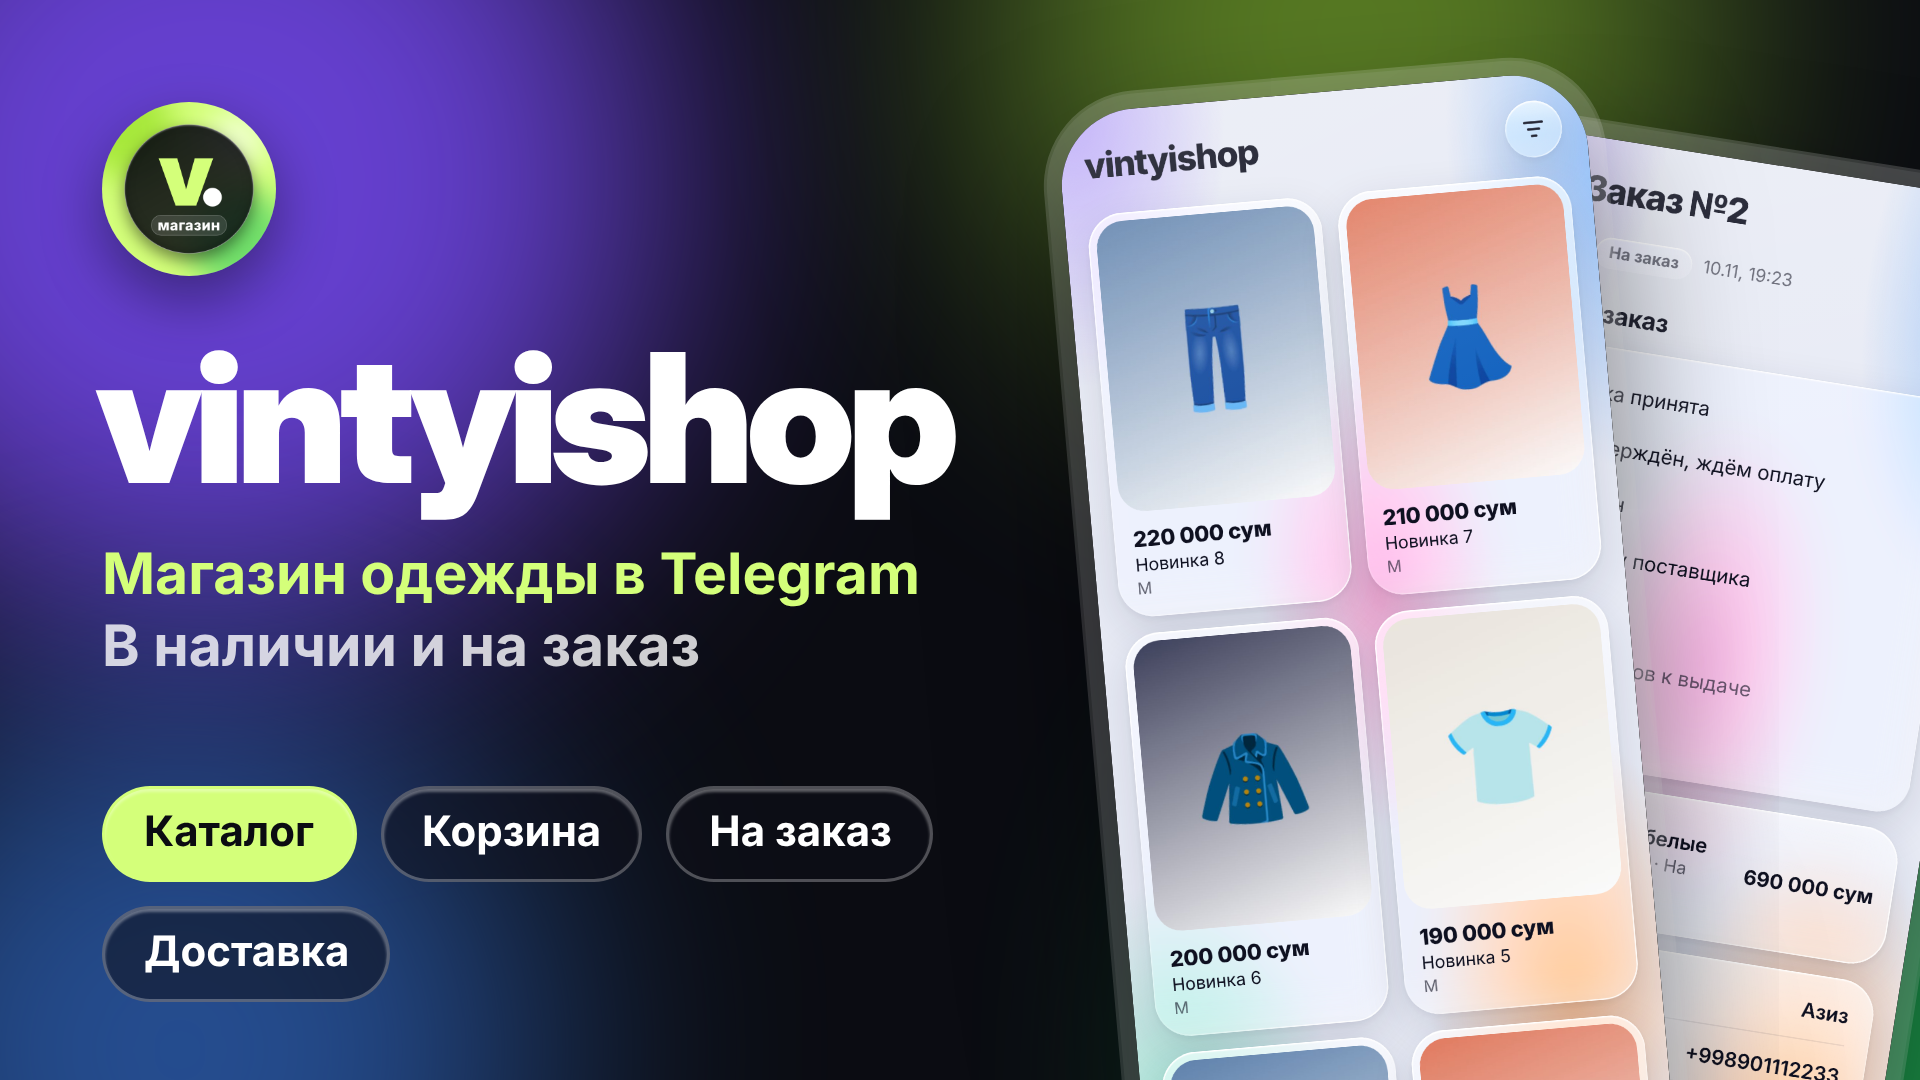 v.
магазин
vintyishop
Магазин одежды в Telegram
В наличии и на заказ
Каталог
Корзина
На заказ
Доставка
vintyishop
220 000 сум
Новинка 8
M
210 000 сум
Новинка 7
M
200 000 сум
Новинка 6
M
190 000 сум
Новинка 5
M
Заказ №2
На заказ
10.11, 19:23
заказ
принята
ждём оплату
поставщика
к выдаче
белые
· На
690 000 сум
Азиз
+998901112233